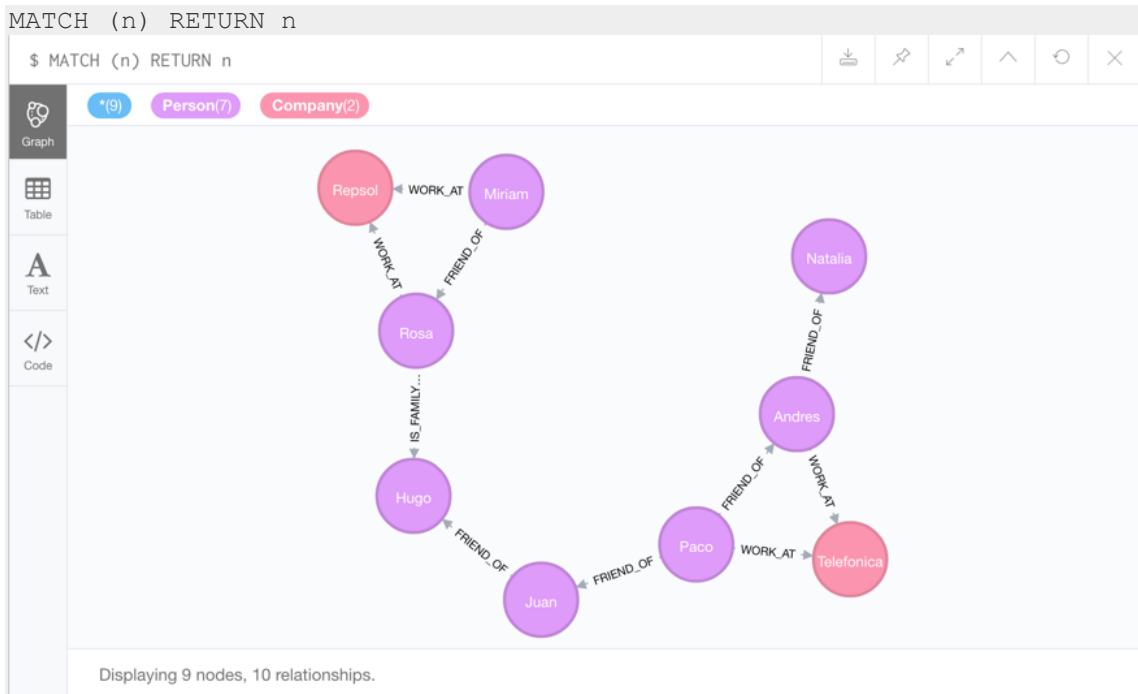 MATCH (n) RETURN n
$ MATCH (n) RETURN n
*(9) Person(7) Company(2)
Graph
Table
Text
Code
Repsol
WORK_AT
Miriam
WORK_AT
FRIEND_OF
Natalia
Rosa
FRIEND_OF
IS_FAMILY...
Andres
FRIEND_OF
WORK_AT
Hugo
FRIEND_OF
Paco
WORK_AT
Telefonica
FRIEND_OF
Juan
Displaying 9 nodes, 10 relationships.